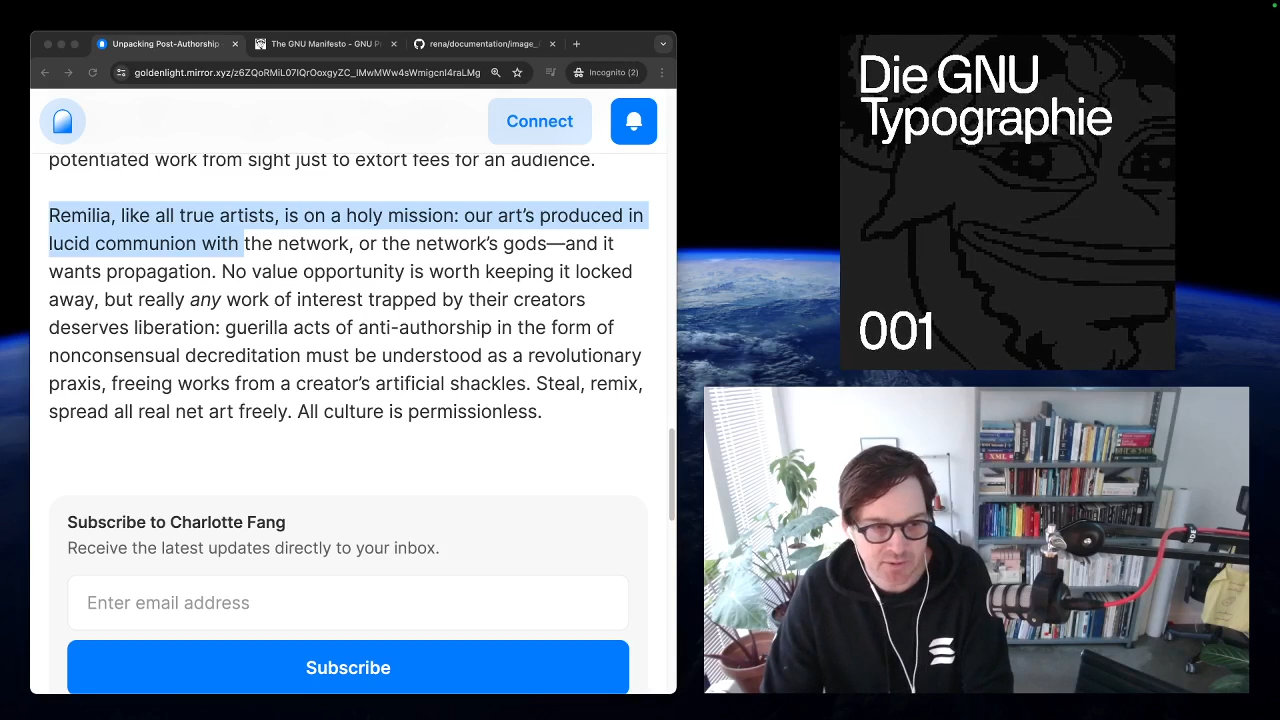 Unpacking Post-Authorship
The GNU Manifesto - GNU P
rena/documentation/image_
goldenlight.mirror.xyz/z6ZQoRMiL07IQrOoxgyZC_IMwMWw4sWmigcnI4raLMg
Incognito (2)
Connect
potentiated work from sight just to extort fees for an audience.
Remilia, like all true artists, is on a holy mission: our art’s produced in
lucid communion with the network, or the network’s gods—and it
wants propagation. No value opportunity is worth keeping it locked
away, but really any work of interest trapped by their creators
deserves liberation: guerilla acts of anti-authorship in the form of
nonconsensual decreditation must be understood as a revolutionary
praxis, freeing works from a creator’s artificial shackles. Steal, remix,
spread all real net art freely. All culture is permissionless.
Subscribe to Charlotte Fang
Receive the latest updates directly to your inbox.
Enter email address
Subscribe
Die GNU
Typographie
001
XML